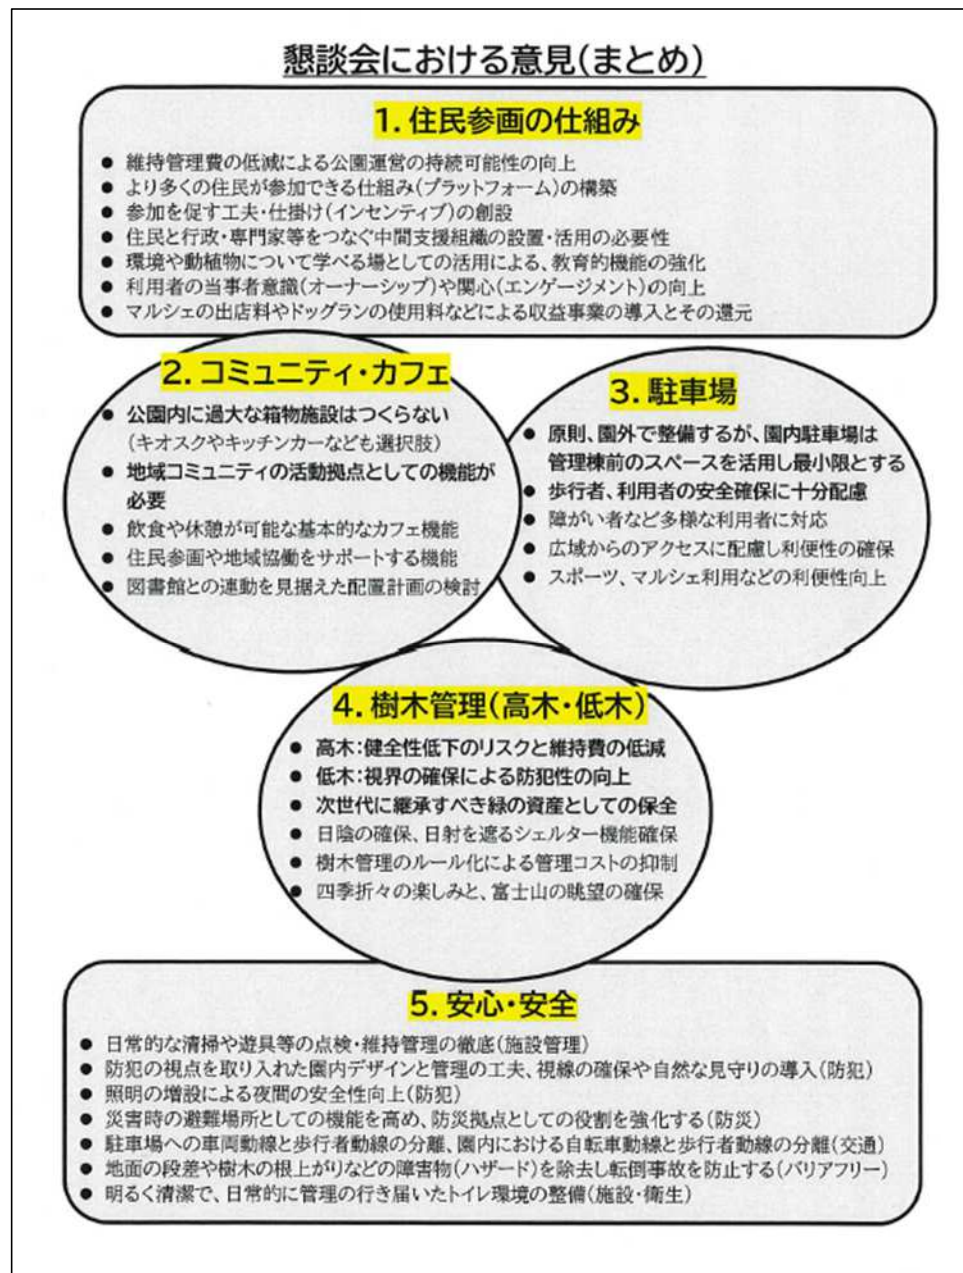 懇談会における意見(まとめ)
1. 住民参画の仕組み
● 維持管理費の低減による公園運営の持続可能性の向上
● より多くの住民が参加できる仕組み(プラットフォーム)の構築
● 参加を促す工夫・仕掛け(インセンティブ)の創設
● 住民と行政・専門家等をつなぐ中間支援組織の設置・活用の必要性
● 環境や動植物について学べる場としての活用による、教育的機能の強化
● 利用者の当事者意識(オーナーシップ)や関心(エンゲージメント)の向上
● マルシェの出店料やドッグランの使用料などによる収益事業の導入とその還元
2. コミュニティ・カフェ
● 公園内に過大な箱物施設はつくらない
(キオスクやキッチンカーなども選択肢)
● 地域コミュニティの活動拠点としての機能が
必要
● 飲食や休憩が可能な基本的なカフェ機能
● 住民参画や地域協働をサポートする機能
● 図書館との連動を見据えた配置計画の検討
3. 駐車場
● 原則、園外で整備するが、園内駐車場は
管理棟前のスペースを活用し最小限とする
● 歩行者、利用者の安全確保に十分配慮
● 障がい者など多様な利用者に対応
● 広域からのアクセスに配慮し利便性の確保
● スポーツ、マルシェ利用などの利便性向上
4. 樹木管理(高木・低木)
● 高木:健全性低下のリスクと維持費の低減
● 低木:視界の確保による防犯性の向上
● 次世代に継承すべき緑の資産としての保全
● 日陰の確保、日射を遮るシェルター機能確保
● 樹木管理のルール化による管理コストの抑制
● 四季折々の楽しみと、富士山の眺望の確保
5. 安心・安全
● 日常的な清掃や遊具等の点検・維持管理の徹底(施設管理)
● 防犯の視点を取り入れた園内デザインと管理の工夫、視線の確保や自然な見守りの導入(防犯)
● 照明の増設による夜間の安全性向上(防犯)
● 災害時の避難場所としての機能を高め、防災拠点としての役割を強化する(防災)
● 駐車場への車両動線と歩行者動線の分離、園内における自転車動線と歩行者動線の分離(交通)
● 地面の段差や樹木の根上がりなどの障害物(ハザード)を除去し転倒事故を防止する(バリアフリー)
● 明るく清潔で、日常的に管理の行き届いたトイレ環境の整備(施設・衛生)